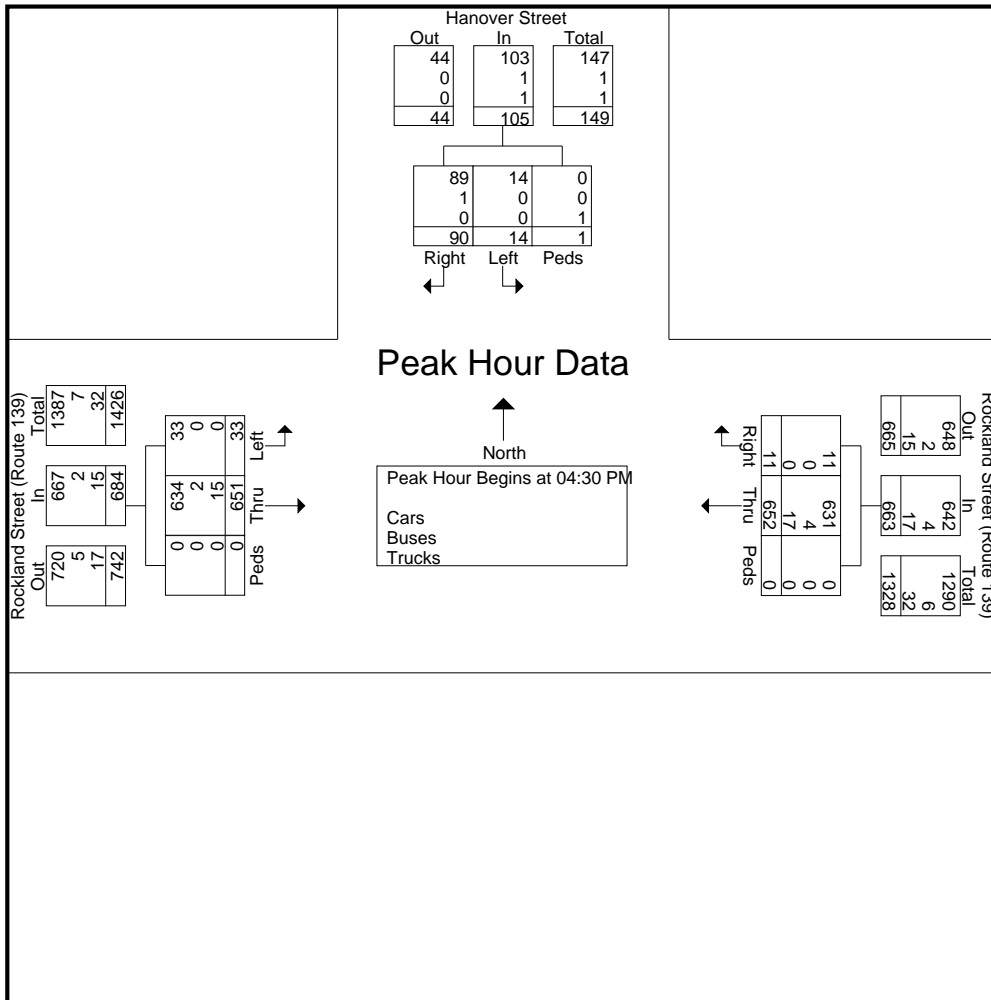 Hanover Street
Out In Total
44 103 147
0 1 1
0 1 1
44 105 149
89 14 0
1 0 0
0 0 1
90 14 1
Right Left Peds
Peak Hour Data
North
Peak Hour Begins at 04:30 PM
Cars
Buses
Trucks
Rockland Street (Route 139)
Out In Total
720 667 1387
5 2 7
17 15 32
742 684 1426
Peds Thru Left
0 634 33
0 2 0
0 15 0
0 651 33
Rockland Street (Route 139)
Out In Total
648 642 1290
2 4 6
15 17 32
665 663 1328
11 631 0
0 4 0
0 17 0
11 652 0
Right Thru Peds